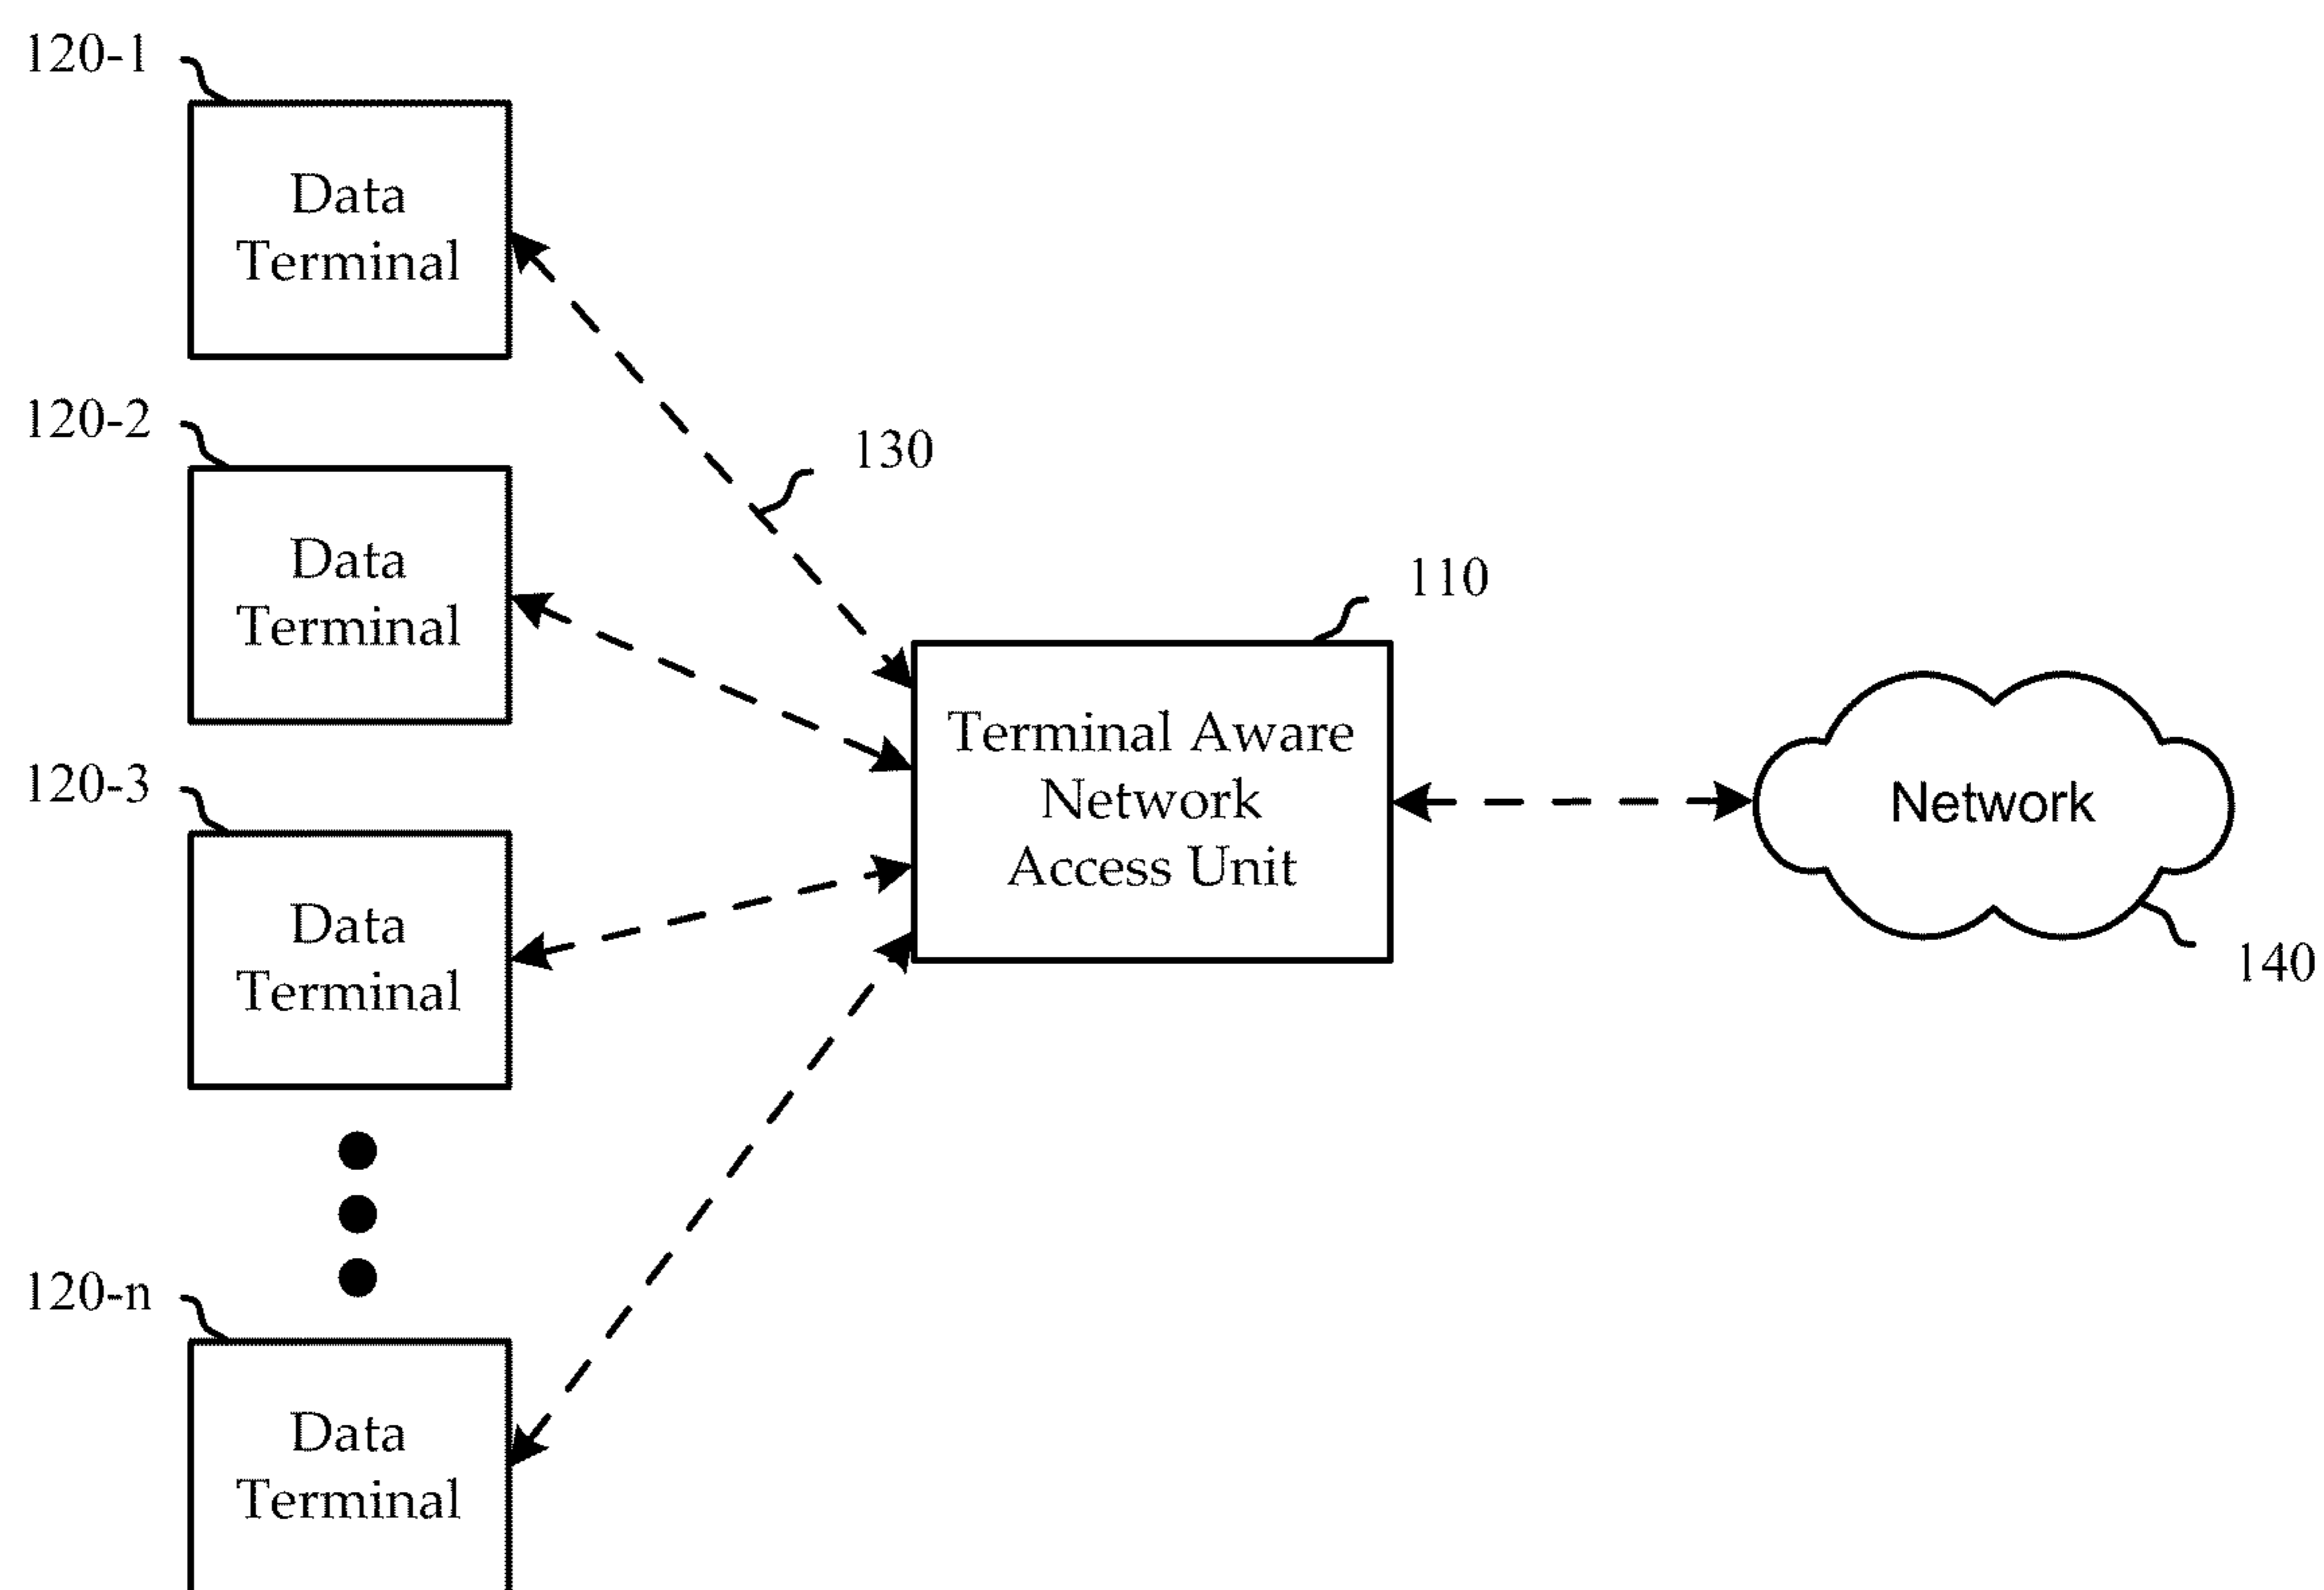 120-1
Data
Terminal
120-2
Data
Terminal
130
110
120-3
Data
Terminal
Terminal Aware
Network
Access Unit
Network
140
120-n
Data
Terminal